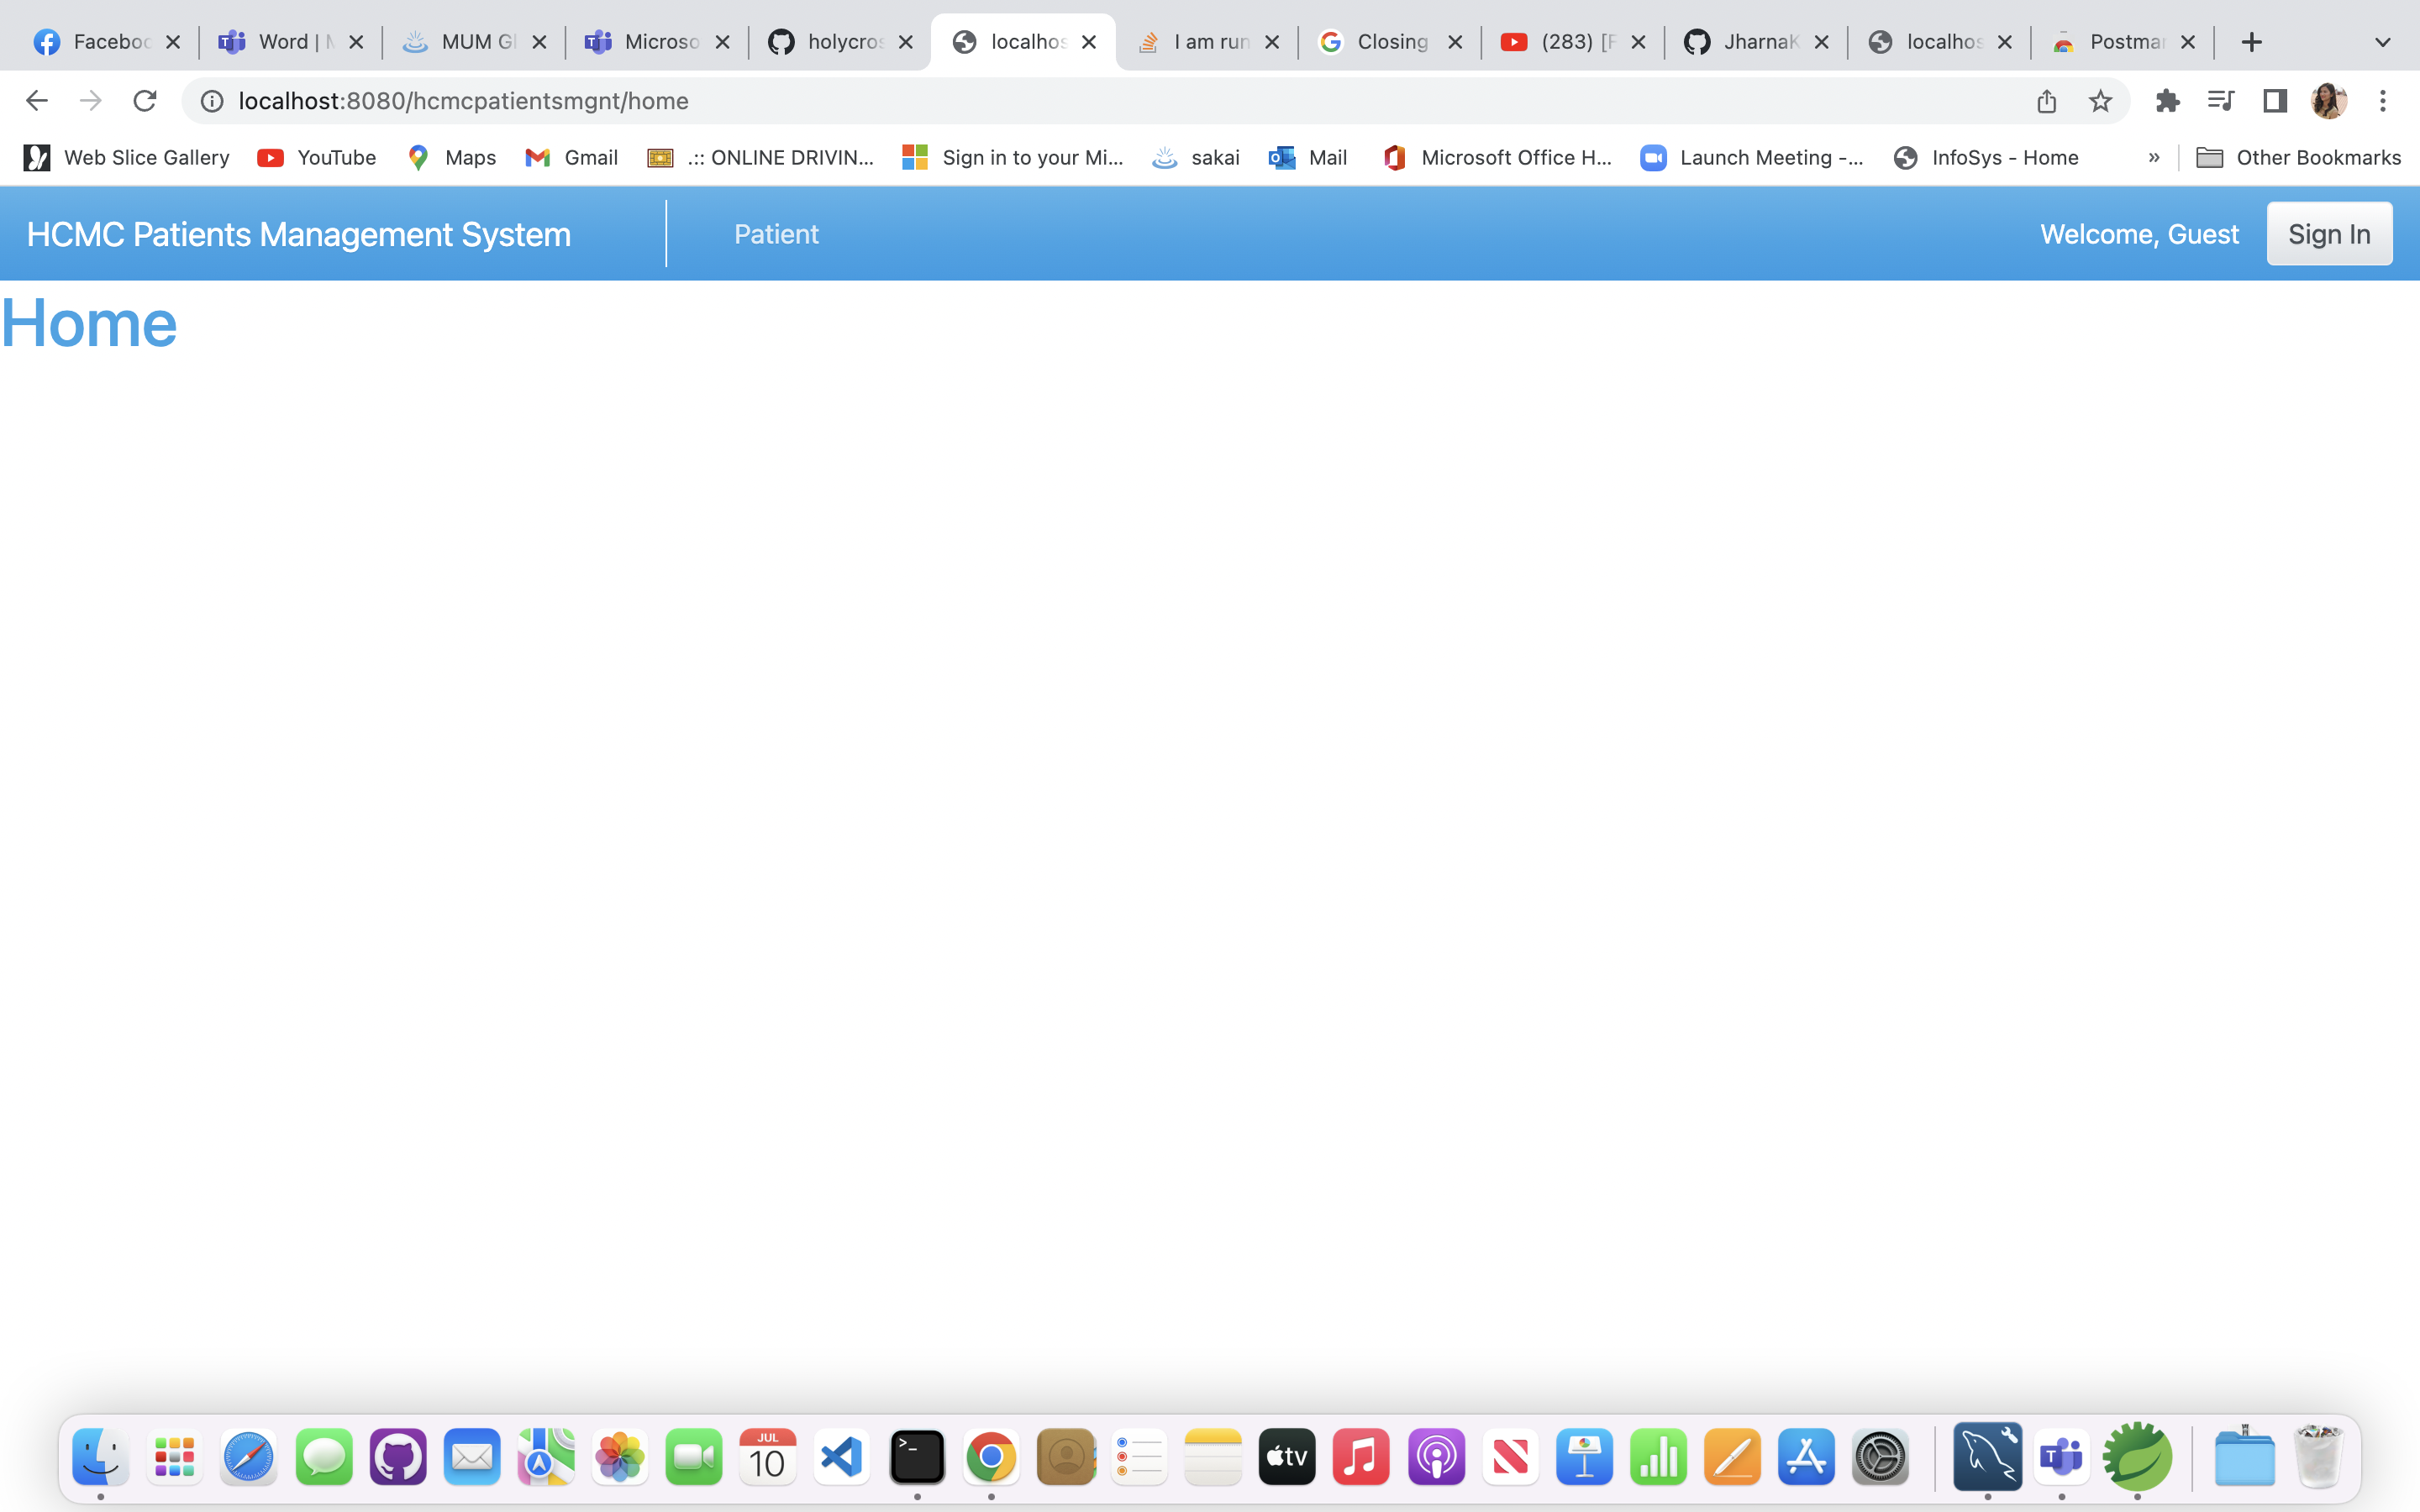 Faceboc
Word | M
MUM Gl
Microso
holycros
localhos
I am run
Closing
(283) [F
JharnaK
localhos
Postmar
localhost:8080/hcmcpatientsmgnt/home
Web Slice Gallery
YouTube
Maps
Gmail
.:: ONLINE DRIVIN...
Sign in to your Mi...
sakai
Mail
Microsoft Office H...
Launch Meeting -...
InfoSys - Home
»
Other Bookmarks
HCMC Patients Management System
Patient
Welcome, Guest
Sign In
Home
JUL
10
tv